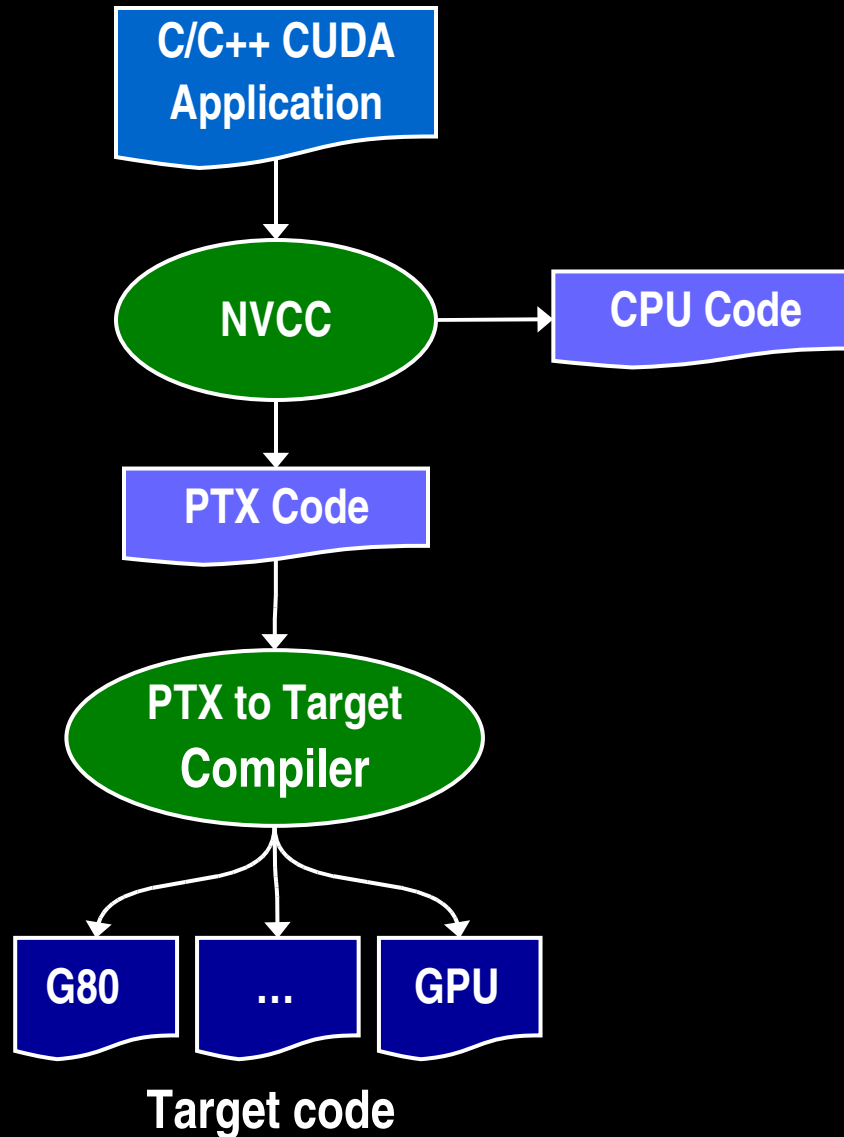 C/C++ CUDA
Application
NVCC
CPU Code
PTX Code
PTX to Target
Compiler
G80
...
GPU
Target code